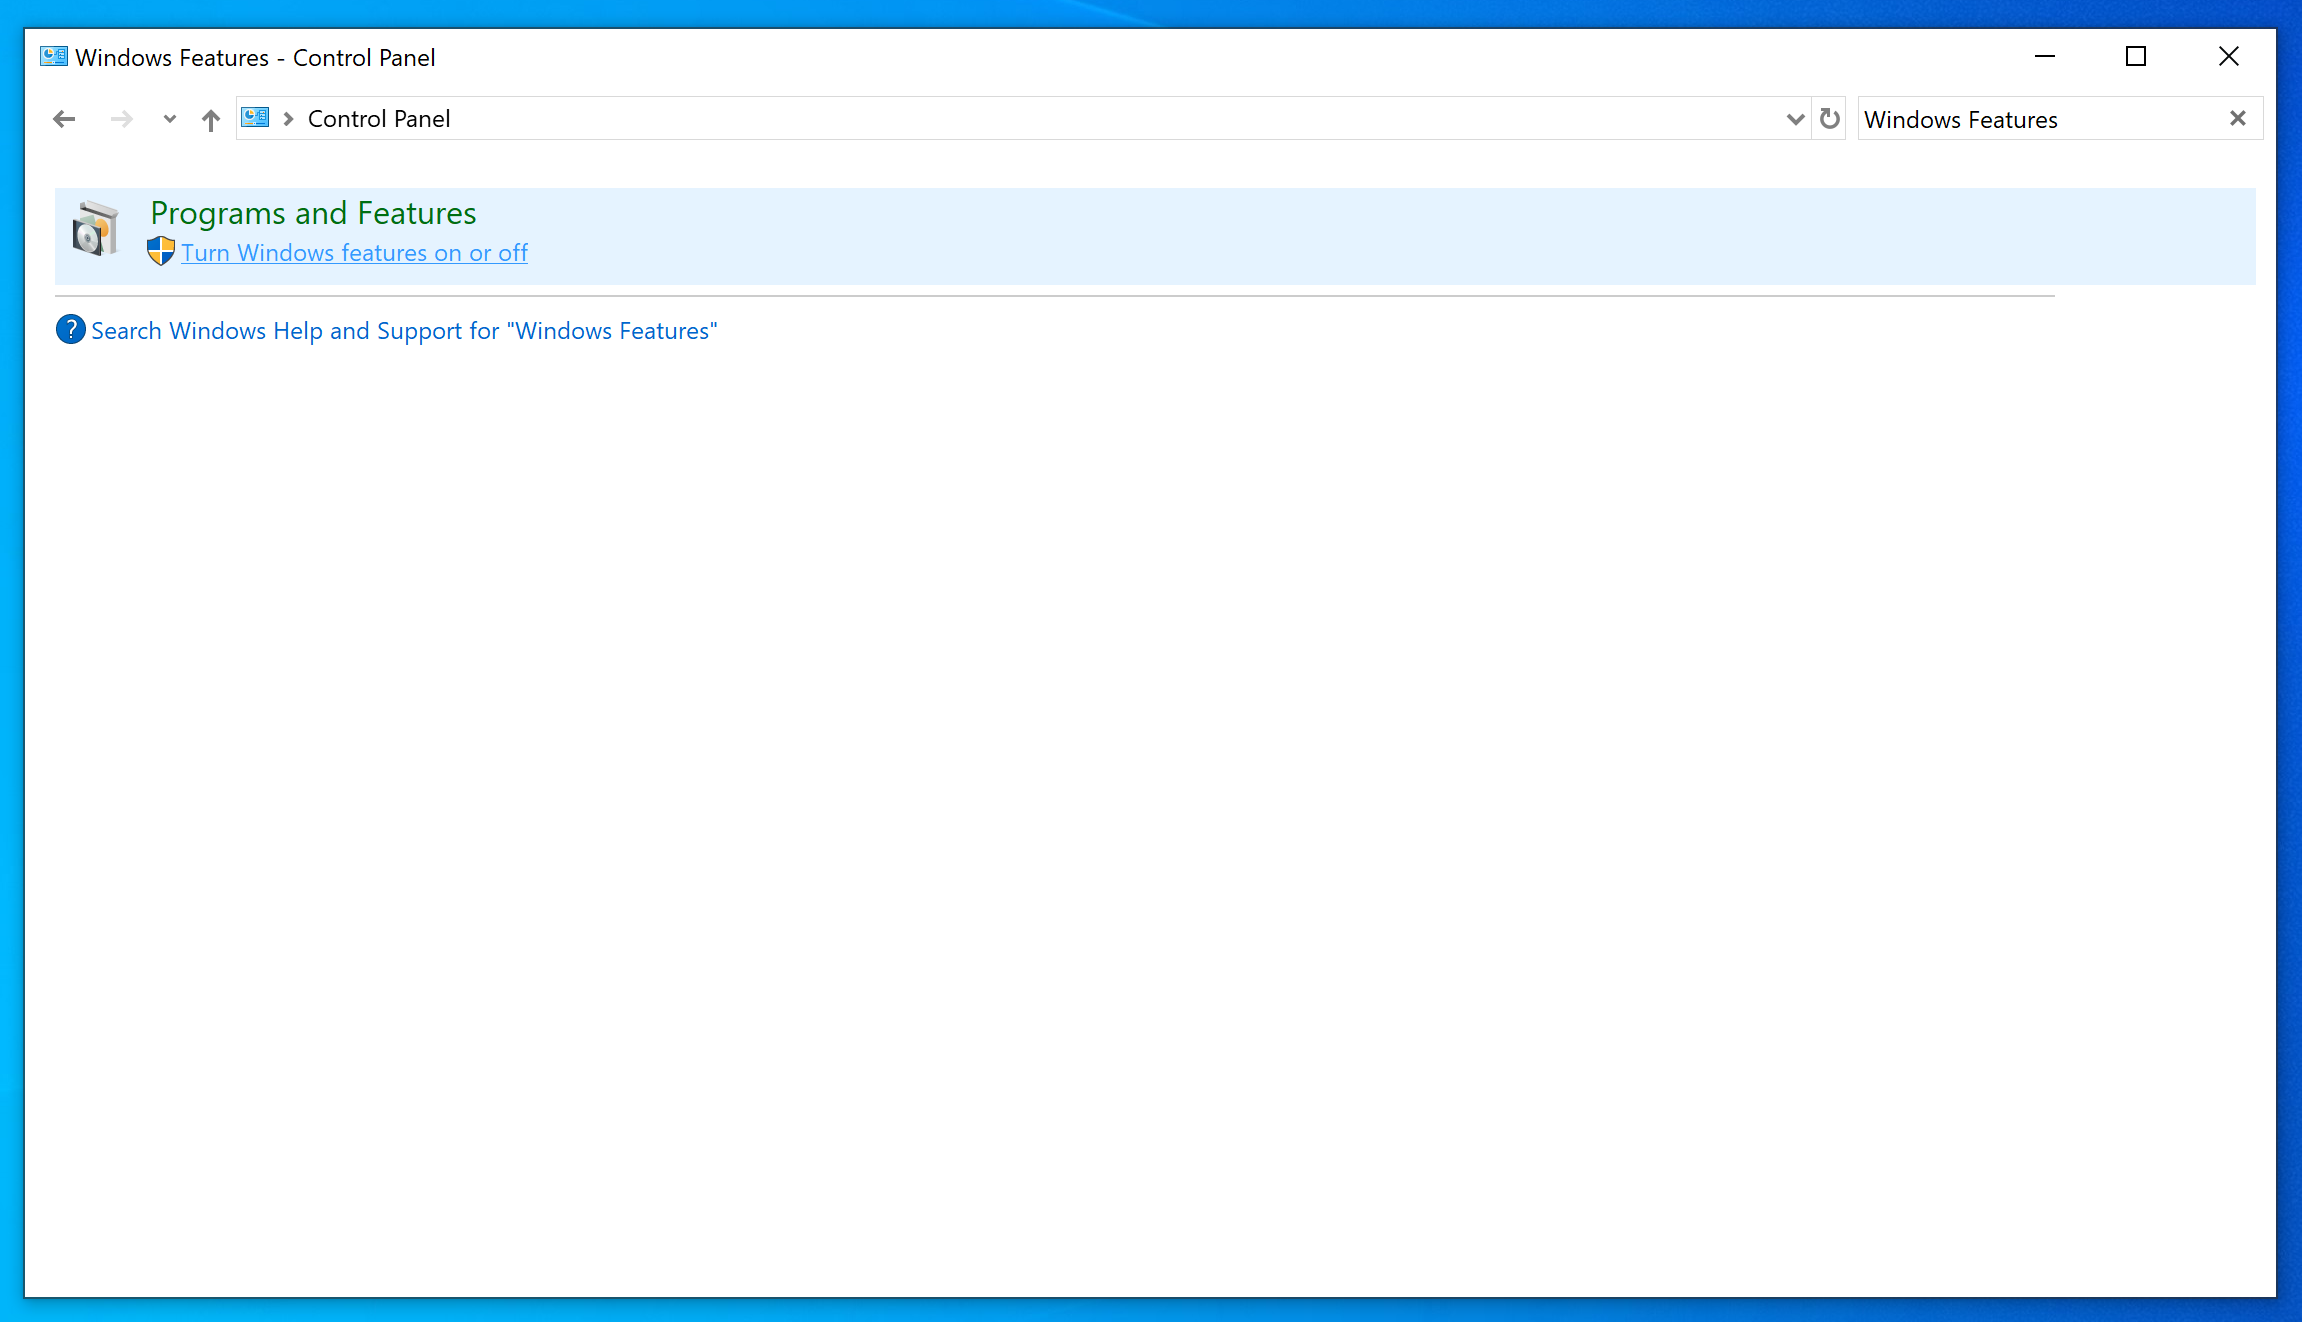 Windows Features - Control Panel
Control Panel
Windows Features
Programs and Features
Turn Windows features on or off
Search Windows Help and Support for "Windows Features"